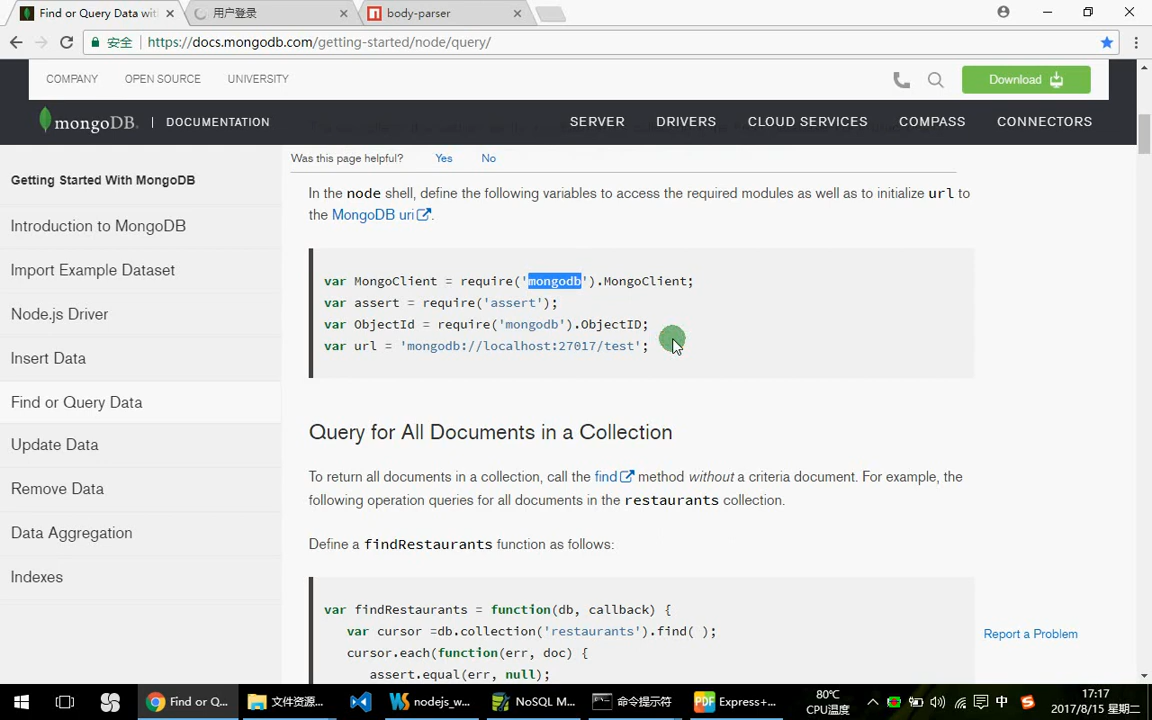 Find or Query Data wit
用户登录
body-parser
安全
https://docs.mongodb.com/getting-started/node/query/
COMPANY
OPEN SOURCE
UNIVERSITY
Download
mongoDB.
DOCUMENTATION
SERVER
DRIVERS
CLOUD SERVICES
COMPASS
CONNECTORS
Was this page helpful?
Yes
No
Getting Started With MongoDB
Introduction to MongoDB
Import Example Dataset
Node.js Driver
Insert Data
Find or Query Data
Update Data
Remove Data
Data Aggregation
Indexes
In the node shell, define the following variables to access the required modules as well as to initialize url to
the MongoDB uri.
var MongoClient = require('mongodb').MongoClient;
var assert = require('assert');
var ObjectId = require('mongodb').ObjectID;
var url = 'mongodb://localhost:27017/test';
Query for All Documents in a Collection
To return all documents in a collection, call the find method without a criteria document. For example, the
following operation queries for all documents in the restaurants collection.
Define a findRestaurants function as follows:
var findRestaurants = function(db, callback) {
var cursor =db.collection('restaurants').find( );
cursor.each(function(err, doc) {
assert.equal(err, null);
Report a Problem
Find or Q...
文件资源...
nodejs_w...
NoSQL M...
命令提示符
PDF
Express+...
80℃
CPU温度
中
17:17
2017/8/15 星期二